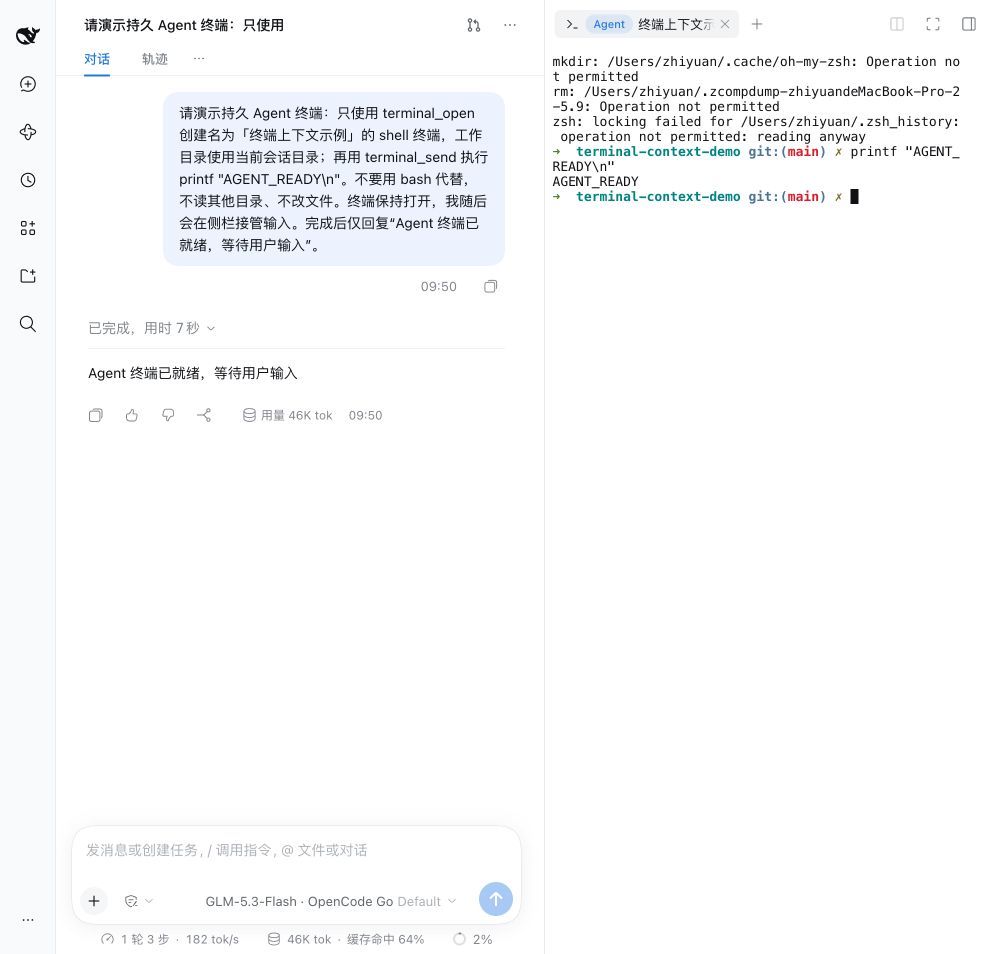 请演示持久 Agent 终端：只使用
对话
轨迹
请演示持久 Agent 终端：只使用 terminal_open
创建名为「终端上下文示例」的 shell 终端，工作
目录使用当前会话目录；再用 terminal_send 执行
printf "AGENT_READY\n"。不要用 bash 代替，
不读其他目录、不改文件。终端保持打开，我随后
会在侧栏接管输入。完成后仅回复“Agent 终端已
就绪，等待用户输入”。
09:50
已完成，用时 7 秒
Agent 终端已就绪，等待用户输入
用量 46K tok 09:50
发消息或创建任务, / 调用指令, @ 文件或对话
GLM-5.3-Flash · OpenCode Go Default
1 轮 3 步 · 182 tok/s 46K tok · 缓存命中 64% 2%
Agent 终端上下文示
mkdir: /Users/zhiyuan/.cache/oh-my-zsh: Operation no
t permitted
rm: /Users/zhiyuan/.zcompdump-zhiyuandeMacBook-Pro-2
-5.9: Operation not permitted
zsh: locking failed for /Users/zhiyuan/.zsh_history:
 operation not permitted: reading anyway
→ terminal-context-demo git:(main) ✗ printf "AGENT_
READY\n"
AGENT_READY
→ terminal-context-demo git:(main) ✗